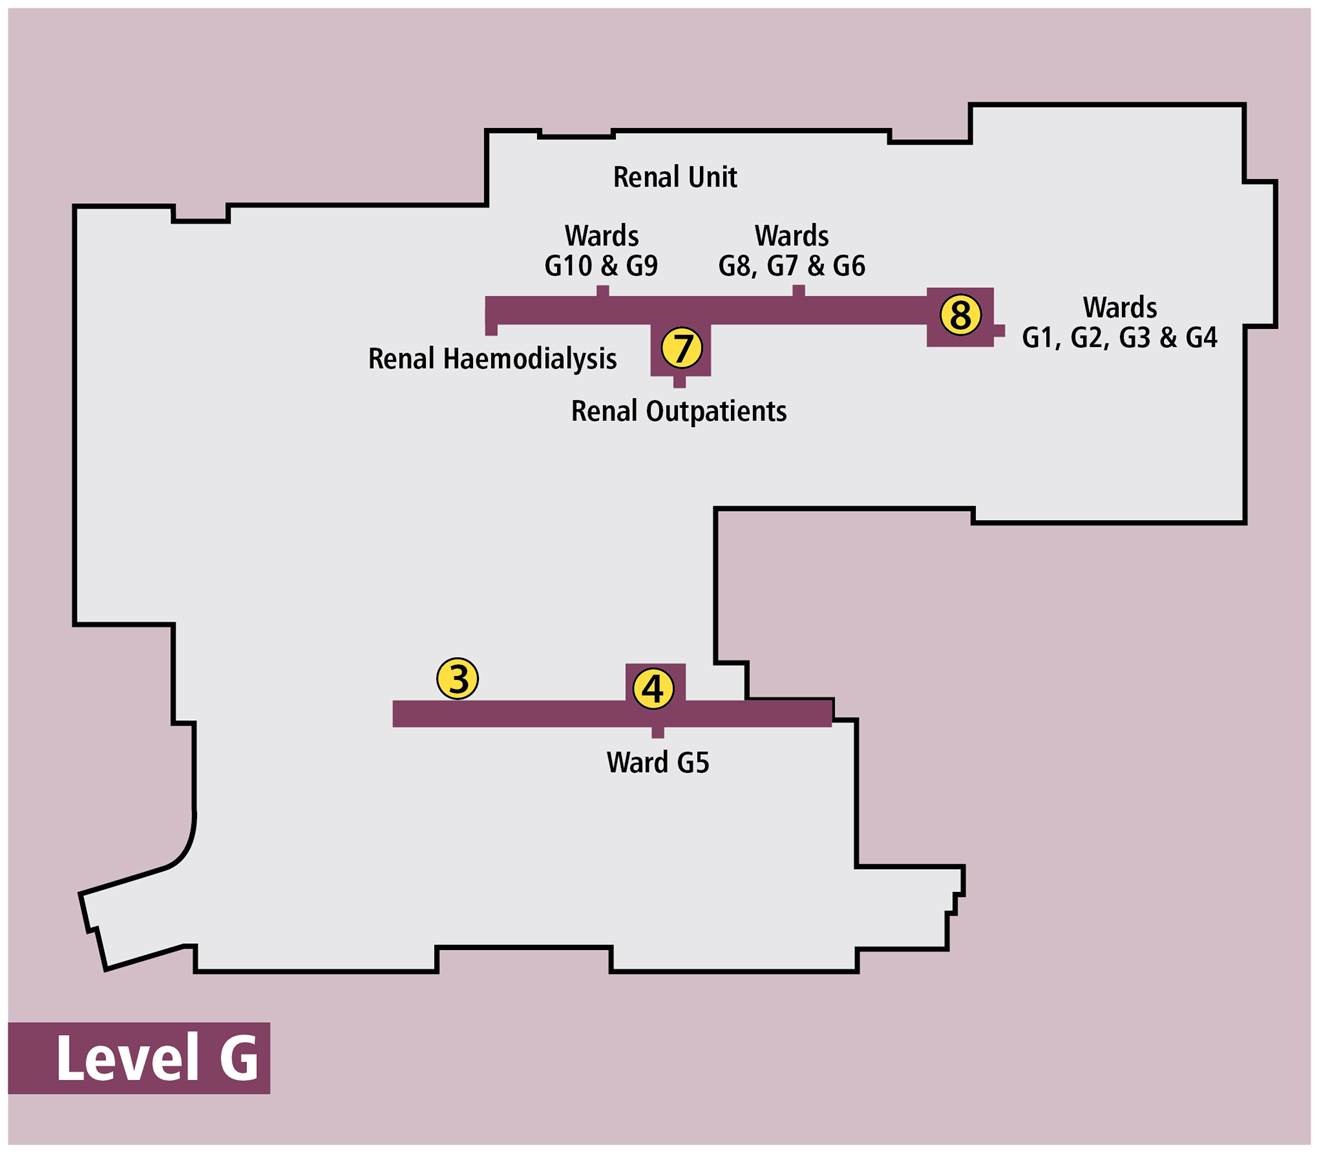 Renal Unit
Wards
G10 & G9
Wards
G8, G7 & G6
8
Wards
G1, G2, G3 & G4
7
Renal Haemodialysis
Renal Outpatients
3
4
Ward G5
Level G